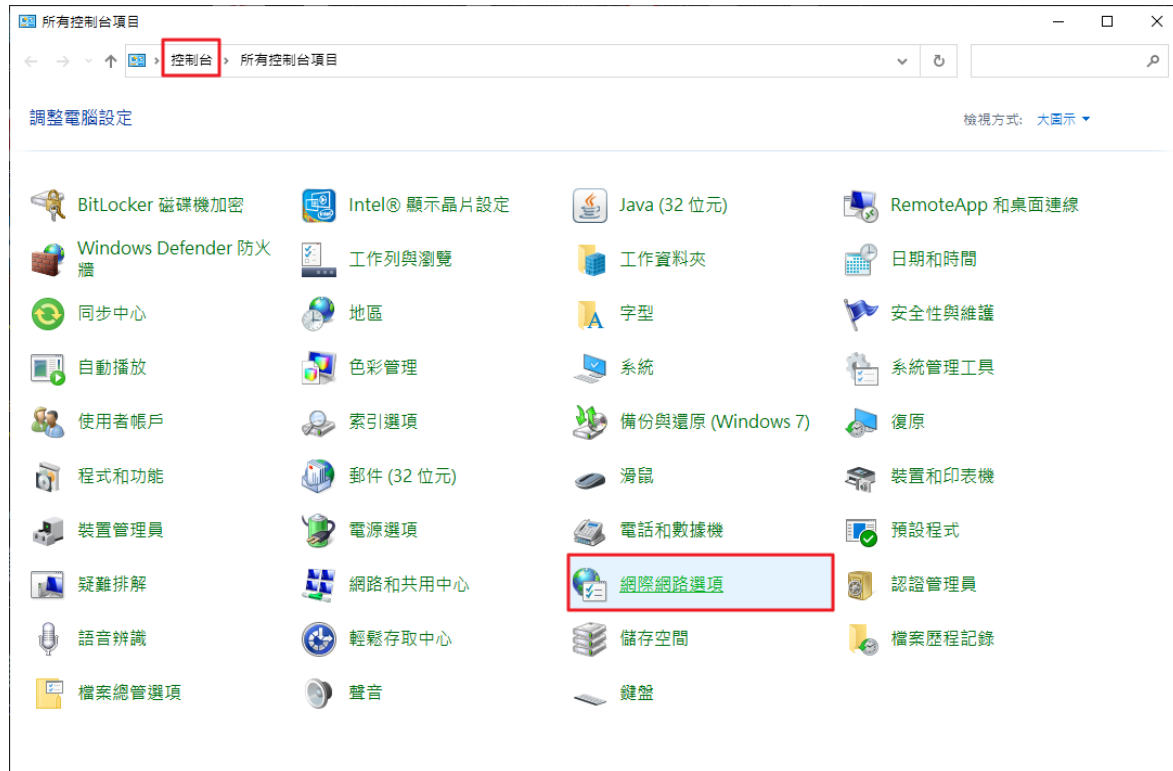 所有控制台項目
控制台 › 所有控制台項目
調整電腦設定
檢視方式: 大圖示
BitLocker 磁碟機加密
Intel® 顯示晶片設定
Java (32 位元)
RemoteApp 和桌面連線
Windows Defender 防火
牆
工作列與瀏覽
工作資料夾
日期和時間
同步中心
地區
字型
安全性與維護
自動播放
色彩管理
系統
系統管理工具
使用者帳戶
索引選項
備份與還原 (Windows 7)
復原
程式和功能
郵件 (32 位元)
滑鼠
裝置和印表機
裝置管理員
電源選項
電話和數據機
預設程式
疑難排解
網路和共用中心
網際網路選項
認證管理員
語音辨識
輕鬆存取中心
儲存空間
檔案歷程記錄
檔案總管選項
聲音
鍵盤